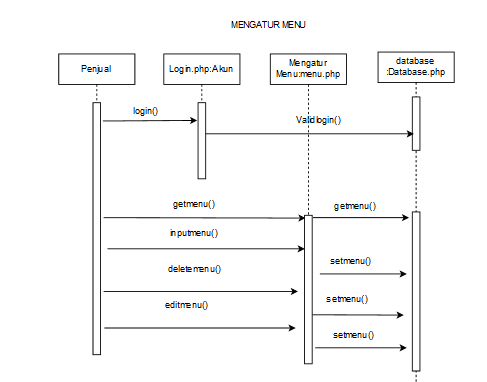 MENGATUR MENU
Penjual
Login.php:Akun
Mengatur
Menu:menu.php
database
:Database.php
login()
Validlogin()
getmenu()
getmenu()
inputmenu()
setmenu()
deletemenu()
setmenu()
editmenu()
setmenu()